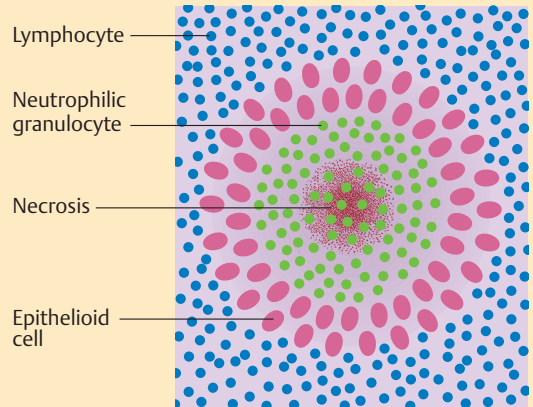 Lymphocyte
Neutrophilic
granulocyte
Necrosis
Epithelioid
cell